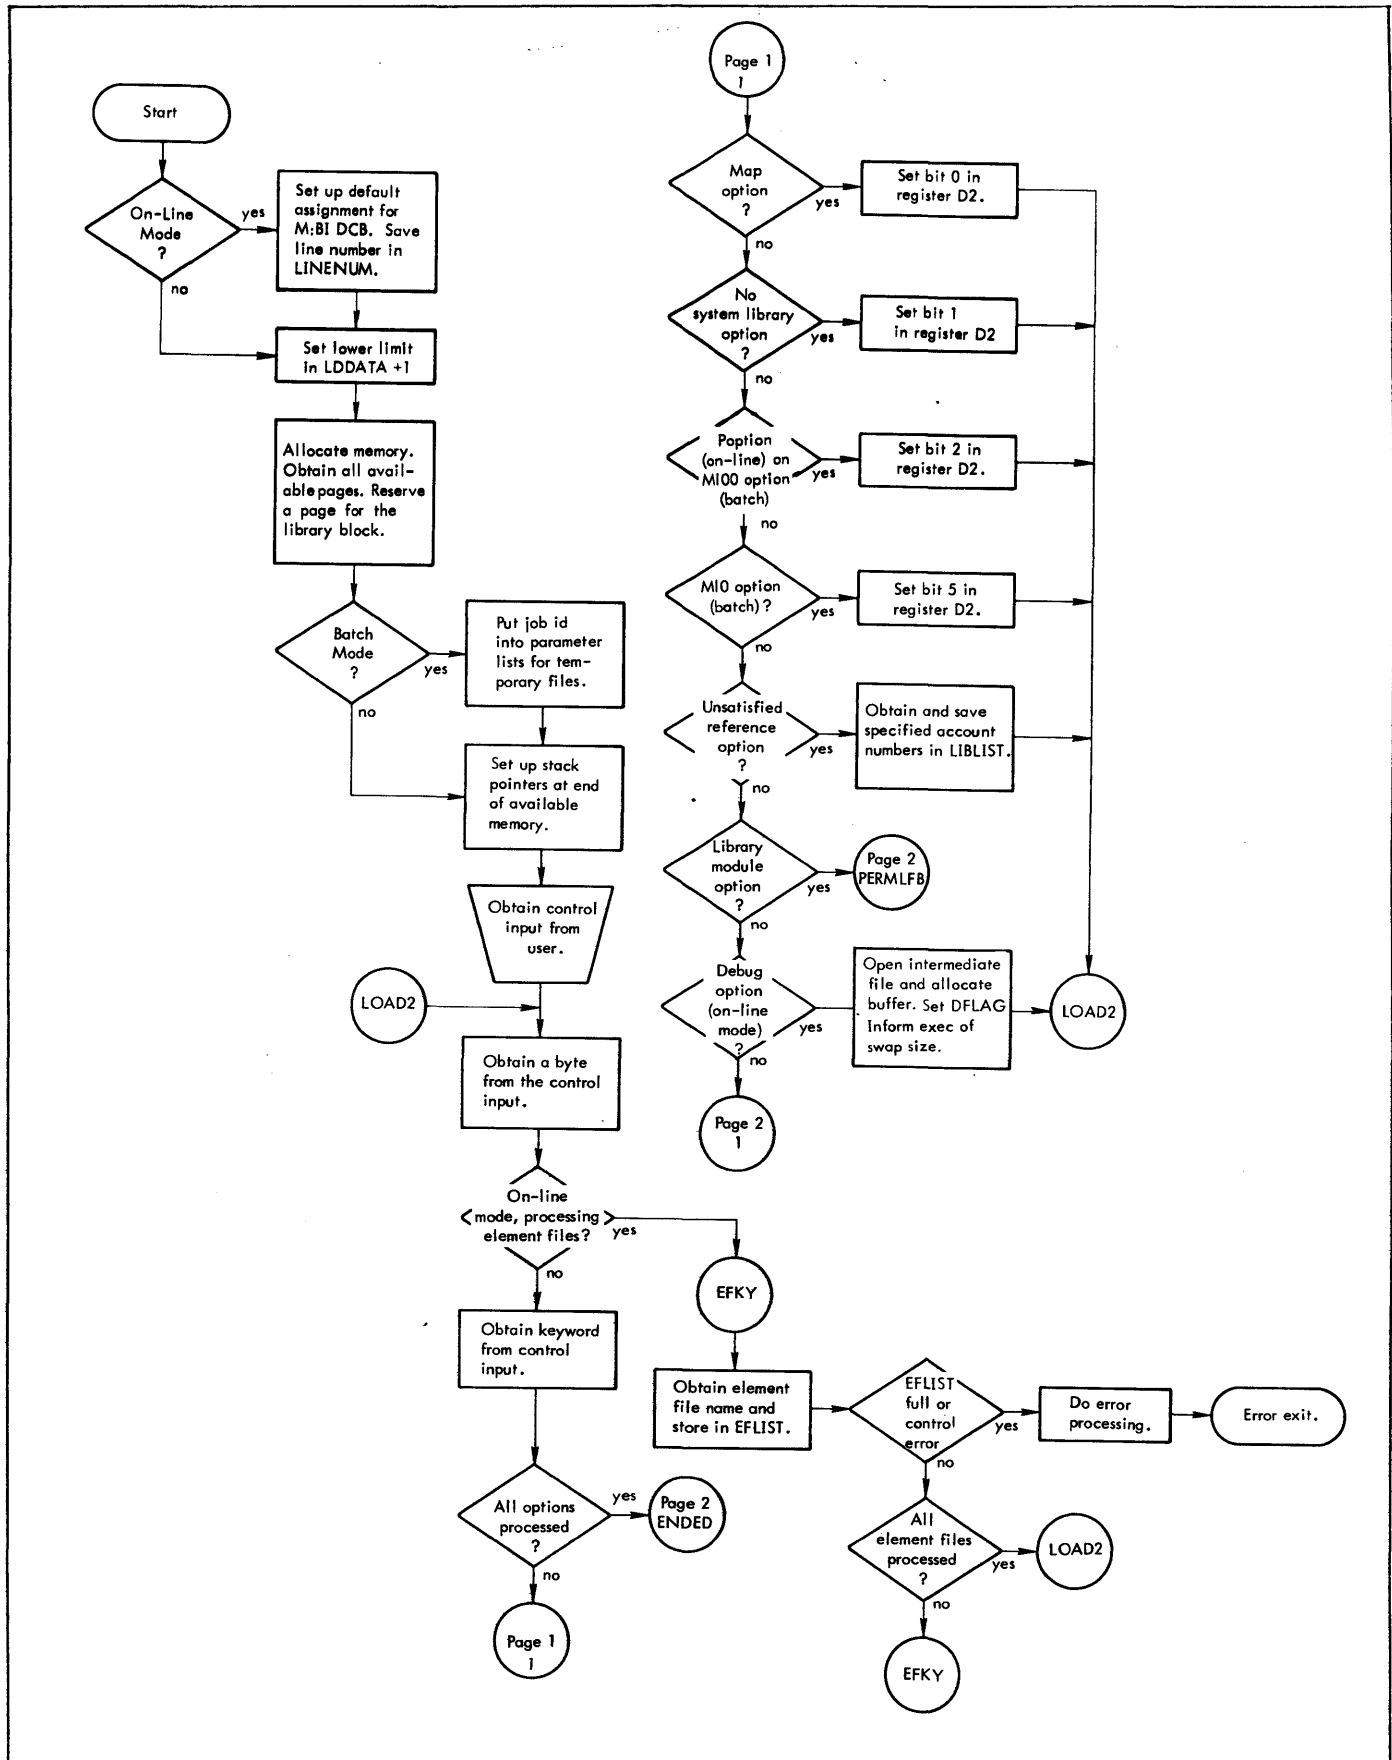 Start
On-Line
Mode
?
yes
no
Set up default
assignment for
M:BI DCB. Save
line number in
LINENUM.
Set lower limit
in LDDATA +1
Allocate memory.
Obtain all avail-
able pages. Reserve
a page for the
library block.
Batch
Mode
?
yes
no
Put job id
into parameter
lists for tem-
porary files.
Set up stack
pointers at end
of available
memory.
Obtain control
input from
user.
LOAD2
Obtain a byte
from the control
input.
On-line
mode, processing
element files?
yes
no
Obtain keyword
from control
input.
All options
processed
?
yes
Page 2
ENDED
no
Page 1
1
EFKY
Obtain element
file name and
store in EFLIST.
EFLIST
full or
control
error
yes
no
Do error
processing.
Error exit.
All
element files
processed
?
yes
LOAD2
no
EFKY
Page 1
1
Map
option
?
yes
no
Set bit 0 in
register D2.
No
system library
option
?
yes
no
Set bit 1
in register D2
Poption
(on-line) on
MI00 option
(batch)
yes
no
Set bit 2 in
register D2.
MI0 option
(batch)?
yes
no
Set bit 5 in
register D2.
Unsatisfied
reference
option
?
yes
no
Obtain and save
specified account
numbers in LIBLIST.
Library
module
option
?
yes
no
Page 2
PERMLFB
Debug
option
(on-line
mode)
?
yes
no
Open intermediate
file and allocate
buffer. Set DFLAG
Inform exec of
swap size.
LOAD2
Page 2
1